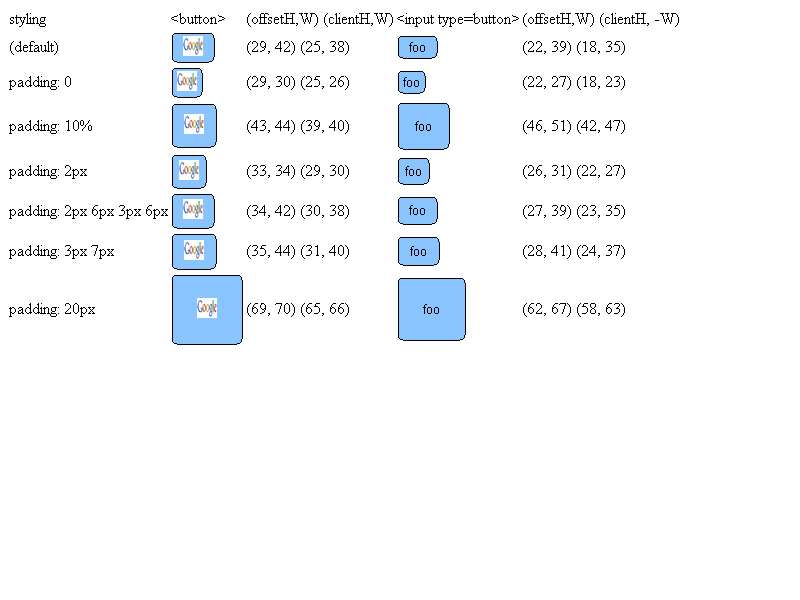 styling <button> (offsetH,W) (clientH,W) <input type=button> (offsetH,W) (clientH, -W)
(default) Google (29, 42) (25, 38) foo (22, 39) (18, 35)
padding: 0 Google (29, 30) (25, 26) foo (22, 27) (18, 23)
padding: 10% Google (43, 44) (39, 40) foo (46, 51) (42, 47)
padding: 2px Google (33, 34) (29, 30) foo (26, 31) (22, 27)
padding: 2px 6px 3px 6px Google (34, 42) (30, 38) foo (27, 39) (23, 35)
padding: 3px 7px Google (35, 44) (31, 40) foo (28, 41) (24, 37)
padding: 20px Google (69, 70) (65, 66) foo (62, 67) (58, 63)